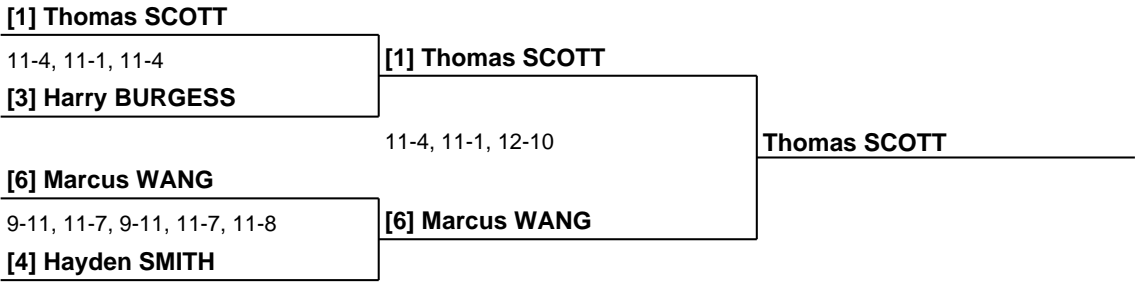 [1] Thomas SCOTT
11-4, 11-1, 11-4
[1] Thomas SCOTT
[3] Harry BURGESS
11-4, 11-1, 12-10
Thomas SCOTT
[6] Marcus WANG
9-11, 11-7, 9-11, 11-7, 11-8
[6] Marcus WANG
[4] Hayden SMITH